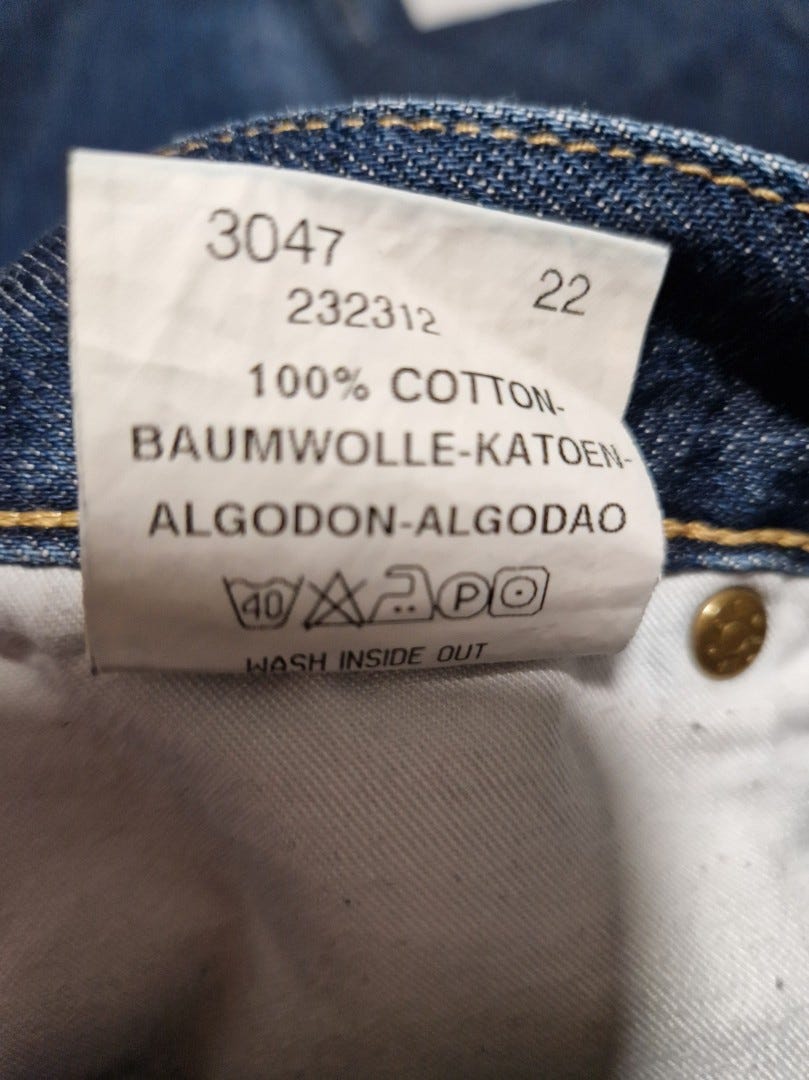 3047
232312 22
100% COTTON-
BAUMWOLLE-KATOEN-
ALGODON-ALGODAO
40 P
WASH INSIDE OUT